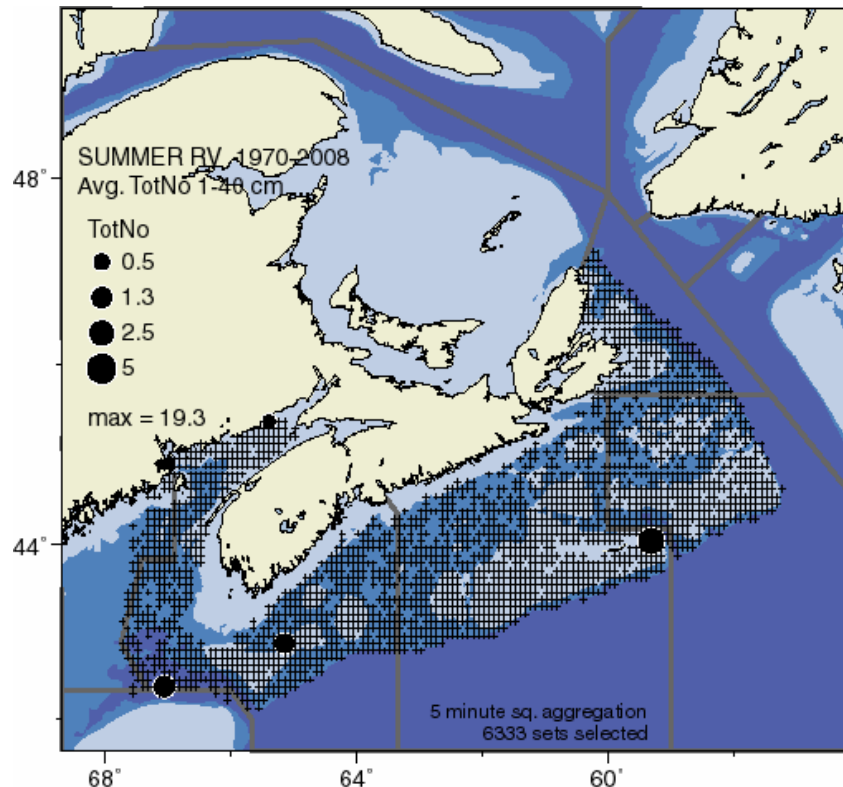 SUMMER RV 1970-2008
Avg. TotNo 1-40 cm
TotNo
0.5
1.3
2.5
5
max = 19.3
48°
44°
5 minute sq. aggregation
6333 sets selected
68°
64°
60°